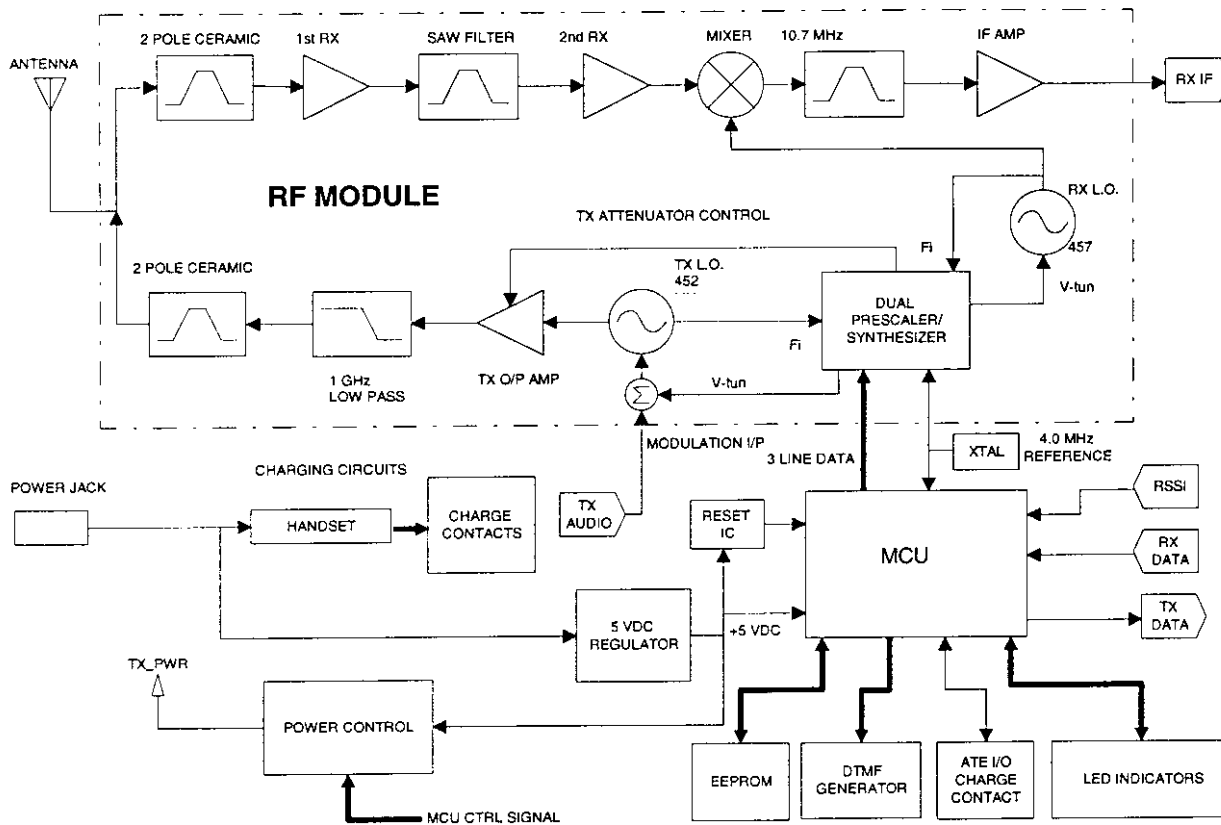 2 POLE CERAMIC
1st RX
SAW FILTER
2nd RX
MIXER
10.7 MHz
IF AMP
ANTENNA
RX IF
RF MODULE
RX L.O.
457
TX ATTENUATOR CONTROL
Fi
V-tun
2 POLE CERAMIC
TX L.O.
452
DUAL
PRESCALER/
SYNTHESIZER
Fi
1 GHz
LOW PASS
TX O/P AMP
V-tun
Σ
MODULATION I/P
3 LINE DATA
XTAL
4.0 MHz
REFERENCE
CHARGING CIRCUITS
POWER JACK
HANDSET
CHARGE
CONTACTS
TX
AUDIO
RESET
IC
MCU
RSSI
RX
DATA
TX
DATA
5 VDC
REGULATOR
+5 VDC
TX_PWR
POWER CONTROL
EEPROM
DTMF
GENERATOR
ATE I/O
CHARGE
CONTACT
LED INDICATORS
MCU CTRL SIGNAL